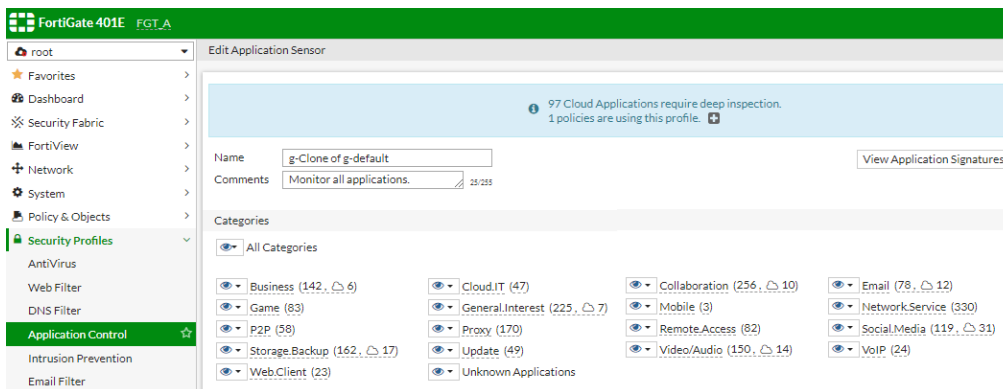 FortiGate 401E FGT_A
root
Edit Application Sensor
Favorites
Dashboard
Security Fabric
FortiView
Network
System
Policy & Objects
Security Profiles
AntiVirus
Web Filter
DNS Filter
Application Control
Intrusion Prevention
Email Filter
97 Cloud Applications require deep inspection.
1 policies are using this profile.
Name g-Clone of g-default
View Application Signatures
Comments Monitor all applications. 25/255
Categories
All Categories
Business (142, 6) Cloud.IT (47) Collaboration (256, 10) Email (78, 12)
Game (83) General.Interest (225, 7) Mobile (3) Network.Service (330)
P2P (58) Proxy (170) Remote.Access (82) Social.Media (119, 31)
Storage.Backup (162, 17) Update (49) Video/Audio (150, 14) VoIP (24)
Web.Client (23) Unknown Applications